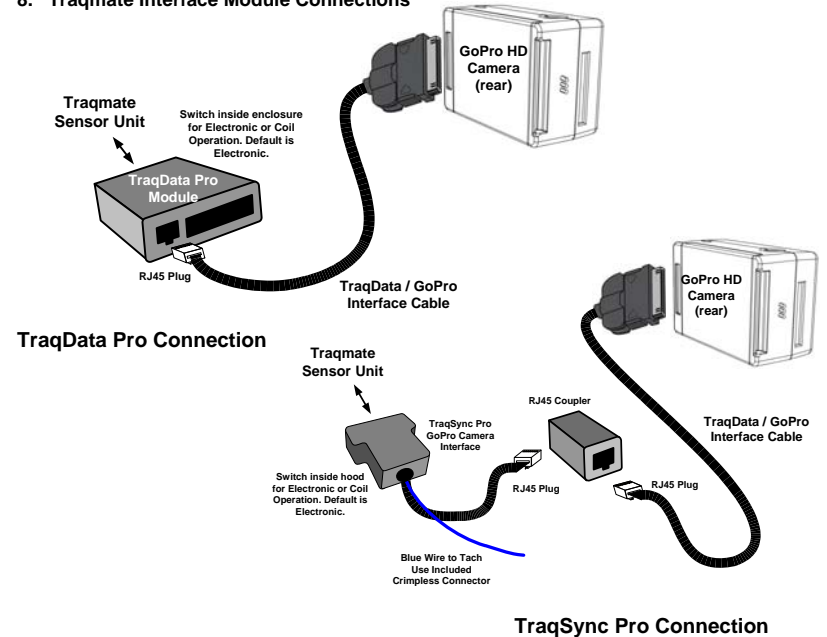 8. Traqmate Interface Module Connections
GoPro HD
Camera
(rear)
Traqmate
Sensor Unit
Switch inside enclosure
for Electronic or Coil
Operation. Default is
Electronic.
TraqData Pro
Module
RJ45 Plug
TraqData / GoPro
Interface Cable
TraqData Pro Connection
GoPro HD
Camera
(rear)
Traqmate
Sensor Unit
RJ45 Coupler
TraqSync Pro
GoPro Camera
Interface
TraqData / GoPro
Interface Cable
Switch inside hood
for Electronic or Coil
Operation. Default is
Electronic.
RJ45 Plug
RJ45 Plug
Blue Wire to Tach
Use Included
Crimpless Connector
TraqSync Pro Connection